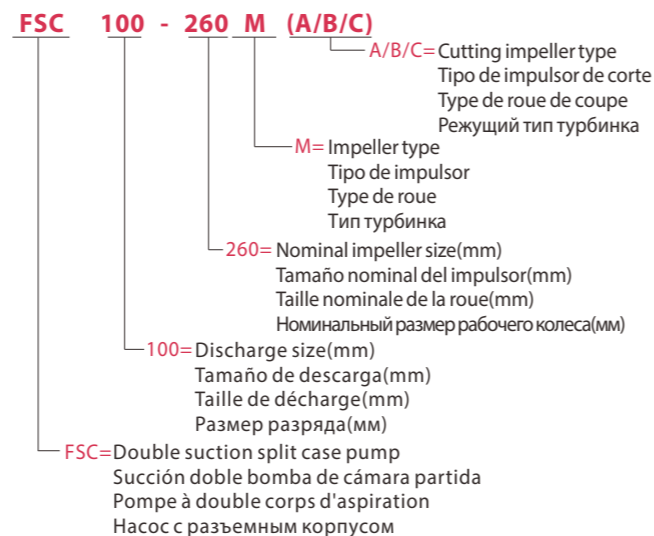 FSC 100 - 260 M (A/B/C)
A/B/C= Cutting impeller type
Tipo de impulsor de corte
Type de roue de coupe
Режущий тип турбинка
M= Impeller type
Tipo de impulsor
Type de roue
Тип турбинка
260= Nominal impeller size(mm)
Tamaño nominal del impulsor(mm)
Taille nominale de la roue(mm)
Номинальный размер рабочего колеса(мм)
100= Discharge size(mm)
Tamaño de descarga(mm)
Taille de décharge(mm)
Размер разряда(мм)
FSC=Double suction split case pump
Succión doble bomba de cámara partida
Pompe à double corps d'aspiration
Насос с разъемным корпусом